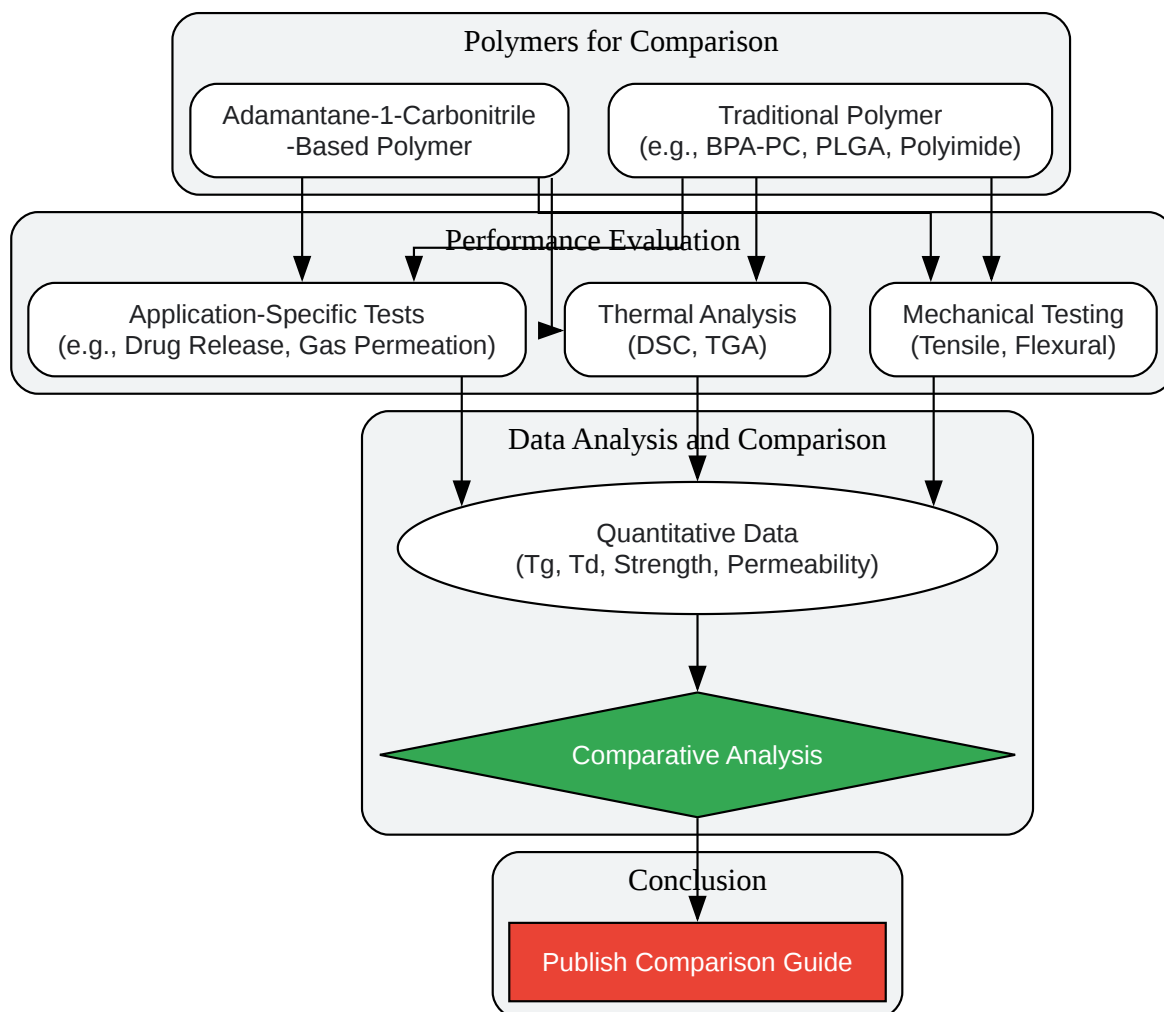 Polymers for Comparison
Adamantane-1-Carbonitrile
-Based Polymer
Traditional Polymer
(e.g., BPA-PC, PLGA, Polyimide)
Performance Evaluation
Application-Specific Tests
(e.g., Drug Release, Gas Permeation)
Thermal Analysis
(DSC, TGA)
Mechanical Testing
(Tensile, Flexural)
Data Analysis and Comparison
Quantitative Data
(Tg, Td, Strength, Permeability)
Comparative Analysis
Conclusion
Publish Comparison Guide